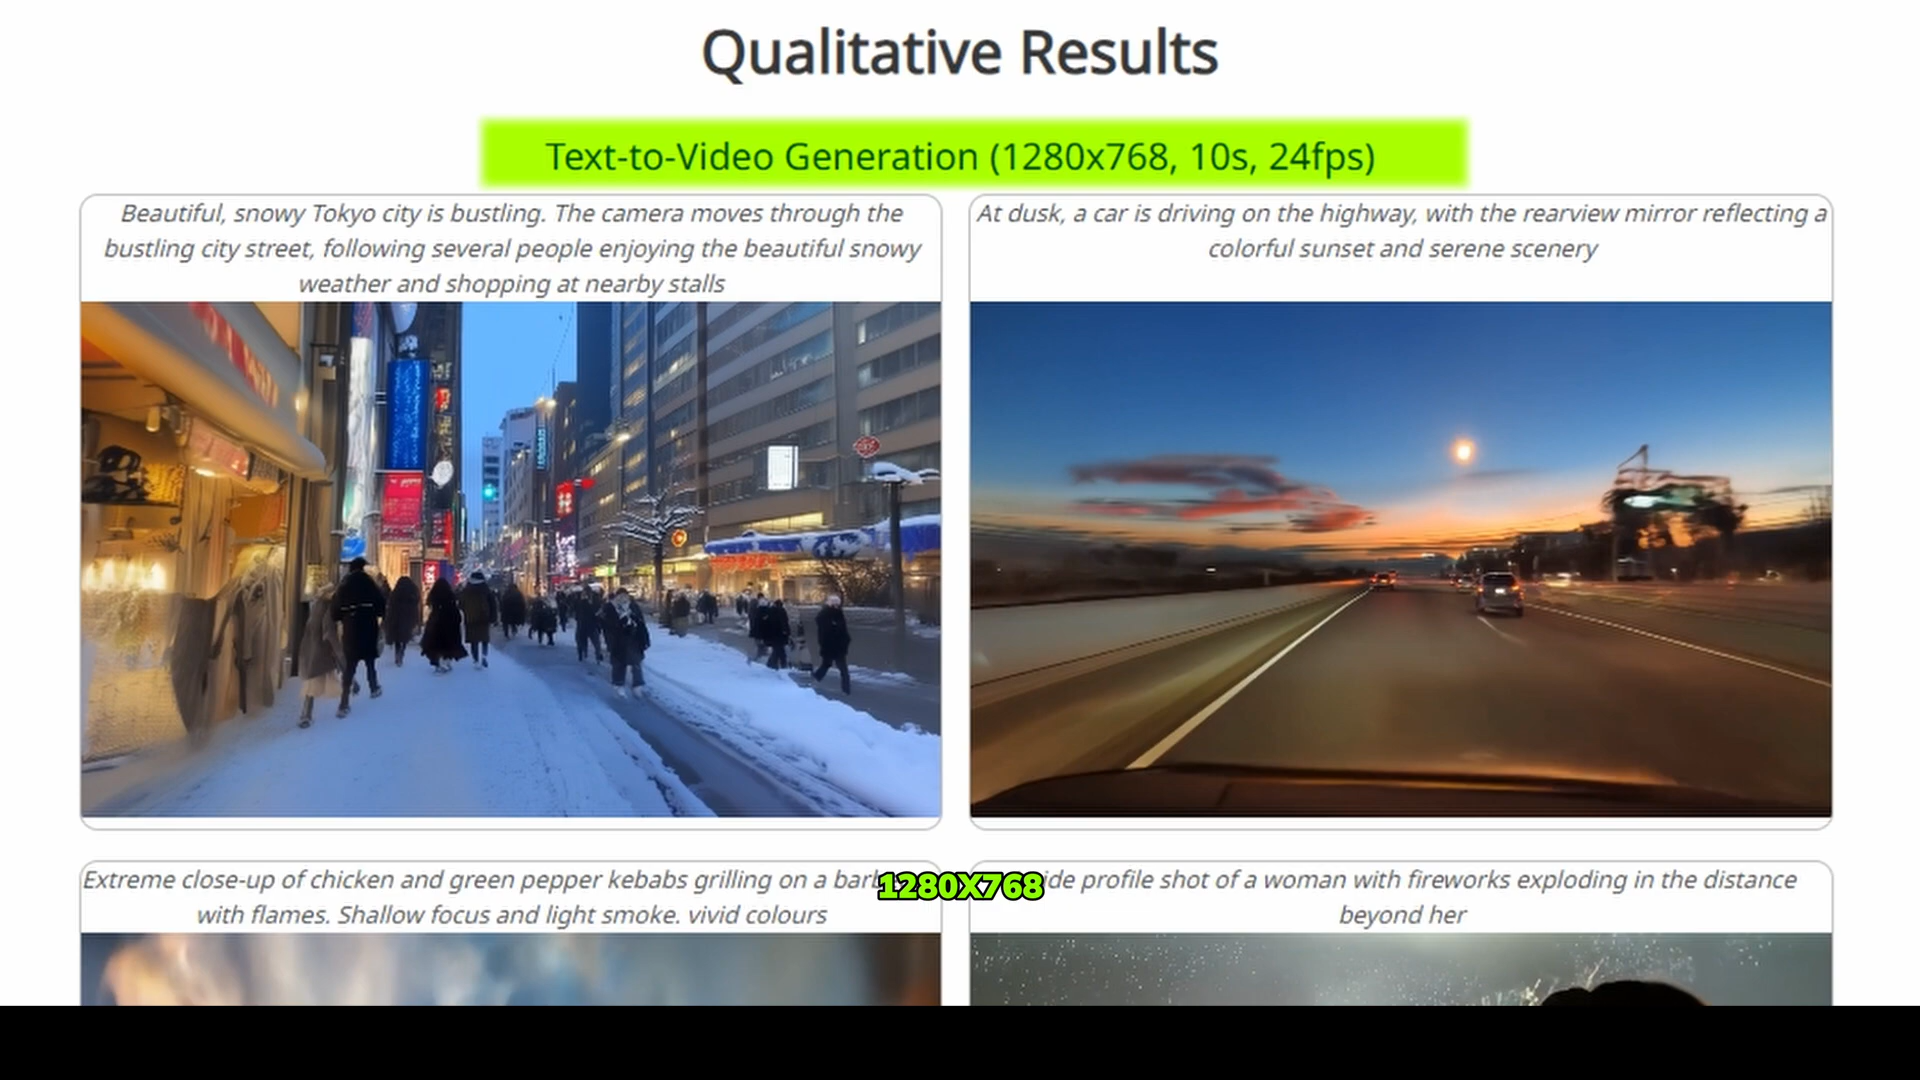 Qualitative Results
Text-to-Video Generation (1280x768, 10s, 24fps)
Beautiful, snowy Tokyo city is bustling. The camera moves through the
bustling city street, following several people enjoying the beautiful snowy
weather and shopping at nearby stalls
At dusk, a car is driving on the highway, with the rearview mirror reflecting a
colorful sunset and serene scenery
Extreme close-up of chicken and green pepper kebabs grilling on a
with flames. Shallow focus and light smoke. vivid colours
profile shot of a woman with fireworks exploding in the distance
beyond her
1280X768